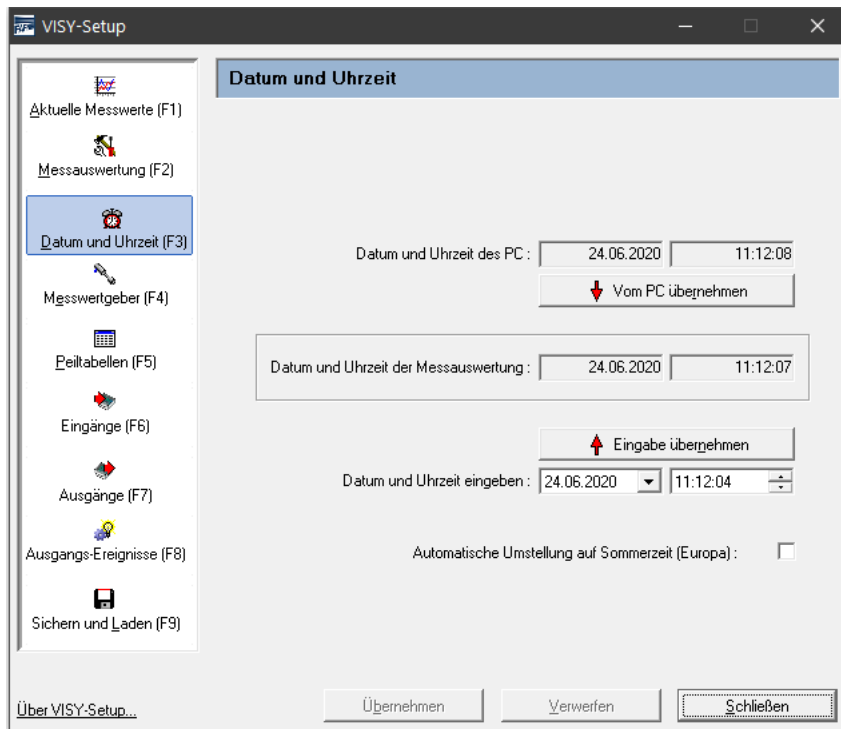 VISY-Setup
Aktuelle Messwerte (F1)
Messauswertung (F2)
Datum und Uhrzeit (F3)
Messwertgeber (F4)
Peiltabellen (F5)
Eingänge (F6)
Ausgänge (F7)
Ausgangs-Ereignisse (F8)
Sichern und Laden (F9)
Über VISY-Setup...
Datum und Uhrzeit
Datum und Uhrzeit des PC : 24.06.2020 11:12:08
Vom PC übernehmen
Datum und Uhrzeit der Messauswertung : 24.06.2020 11:12:07
Eingabe übernehmen
Datum und Uhrzeit eingeben : 24.06.2020 11:12:04
Automatische Umstellung auf Sommerzeit (Europa) :
Übernehmen Verwerfen Schließen